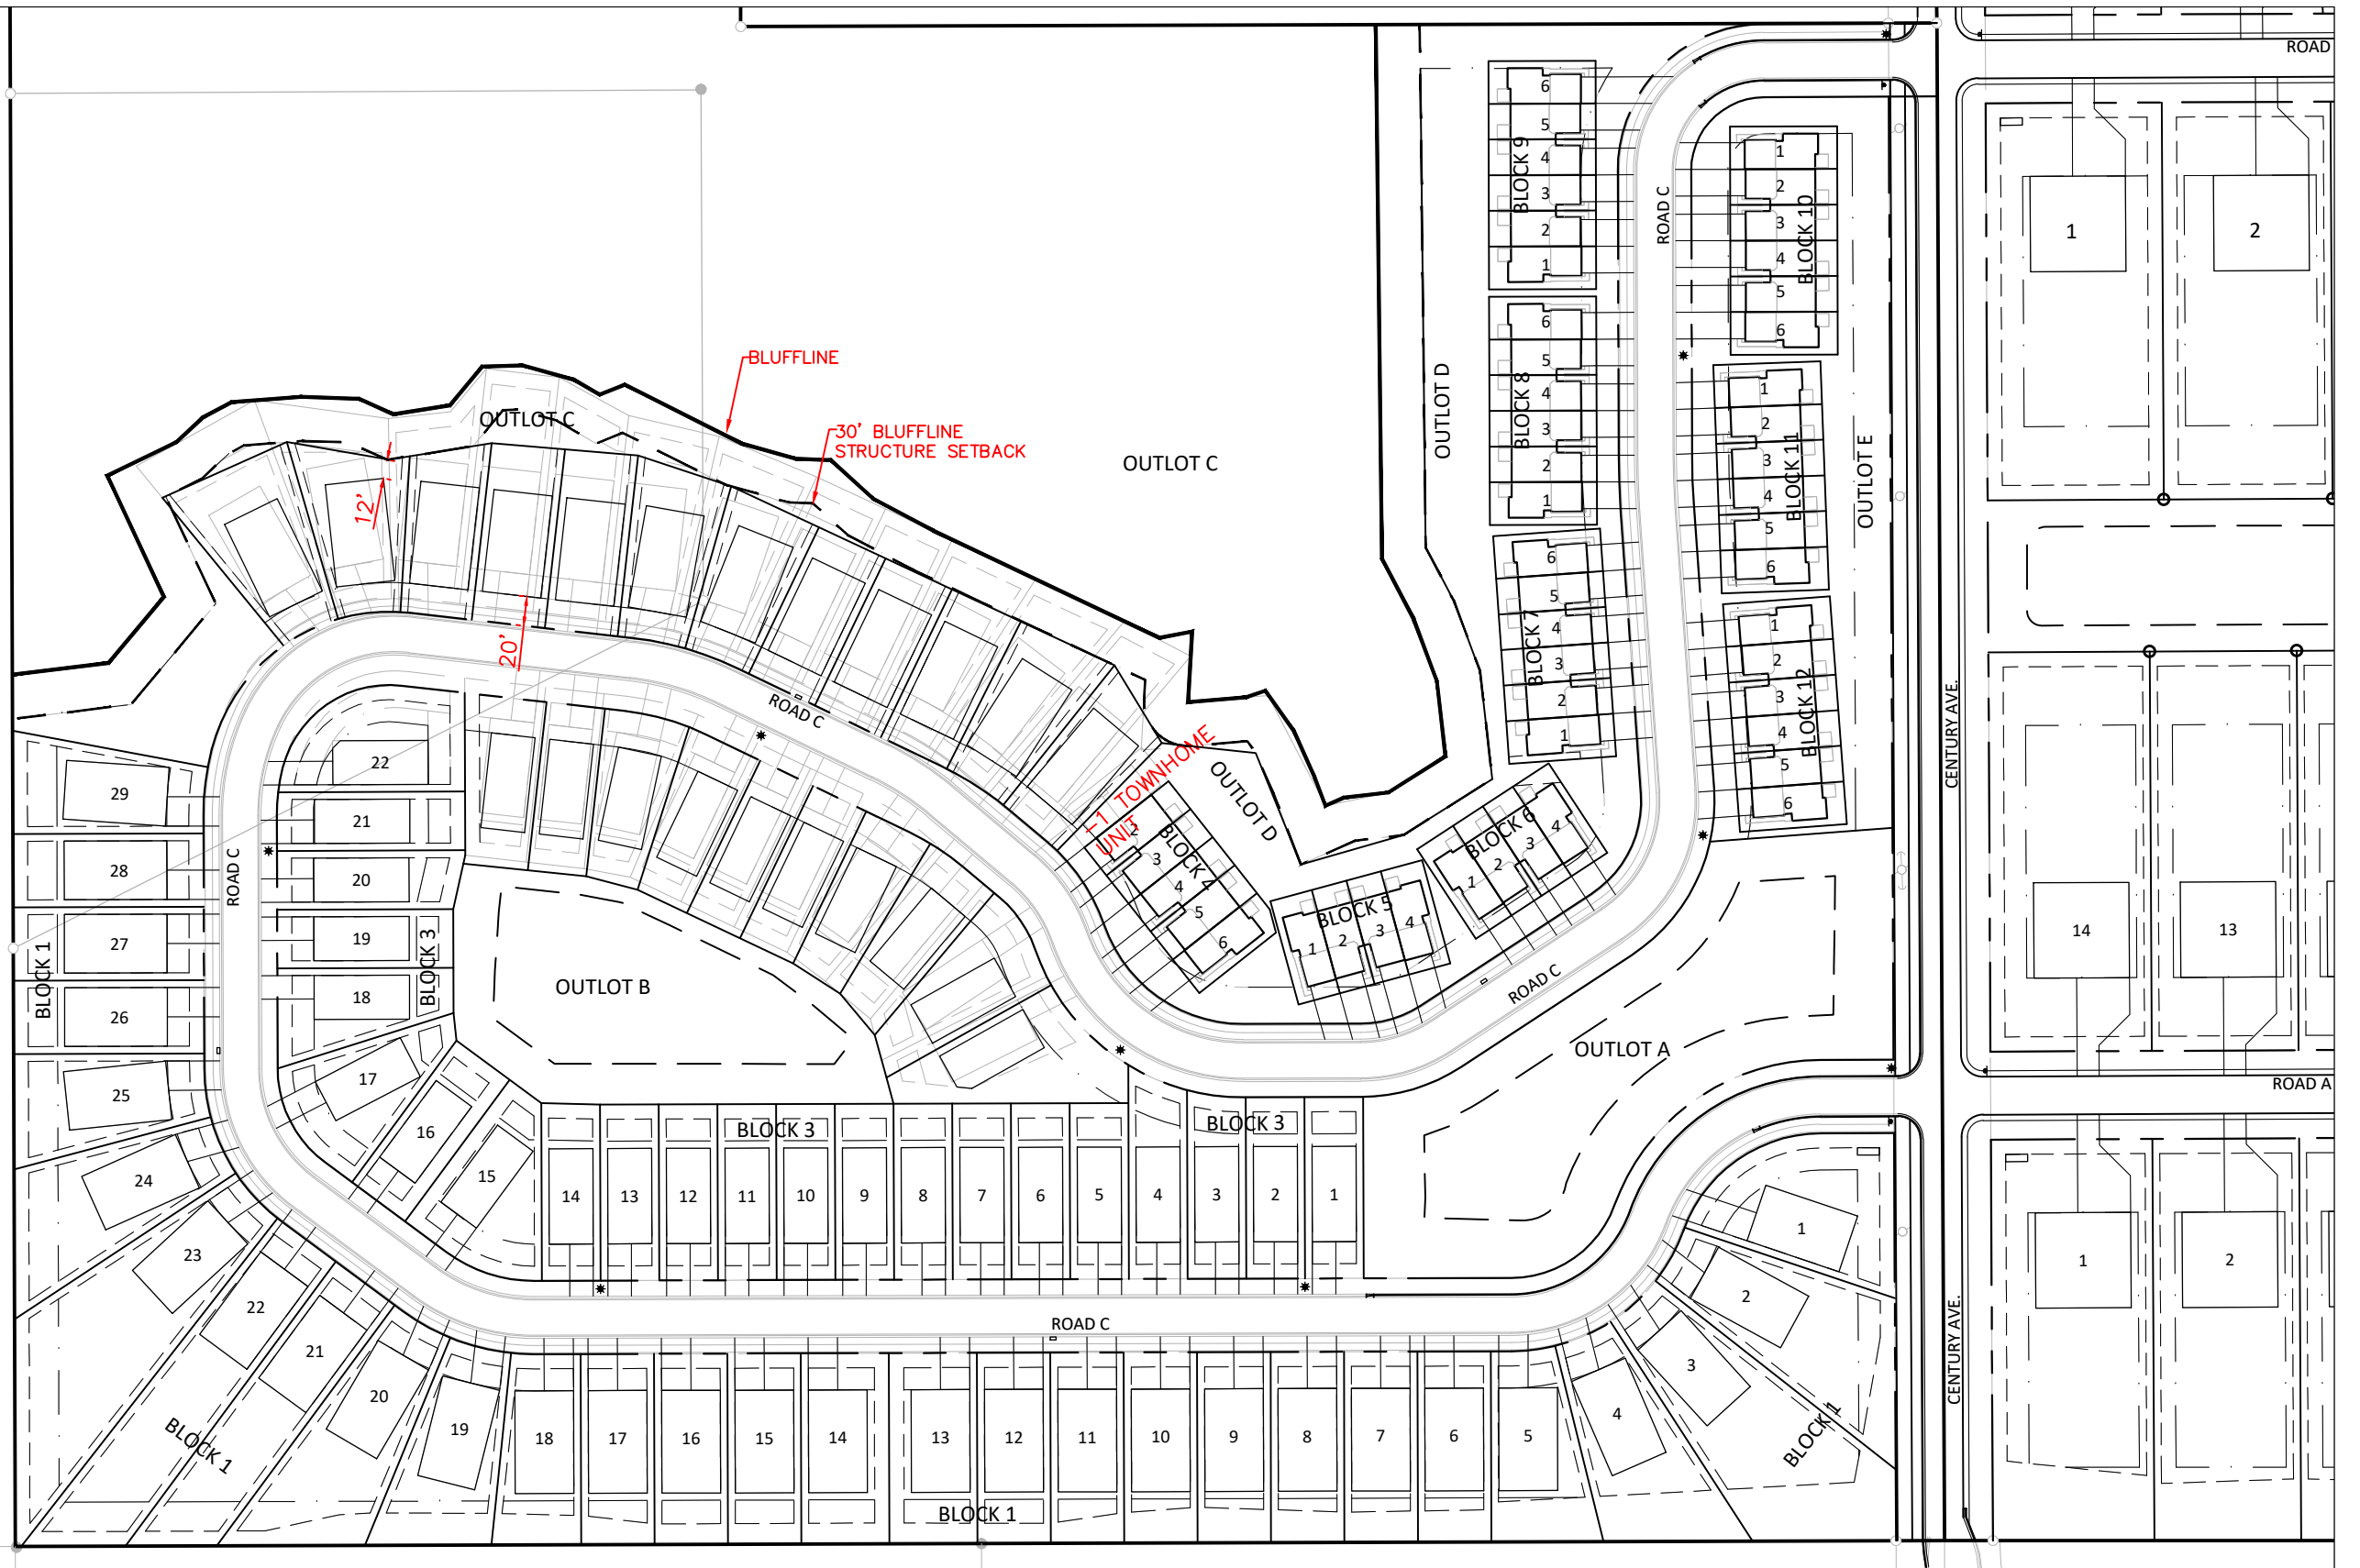 ROAD
BLUFFLINE
30' BLUFFLINE
STRUCTURE SETBACK
OUTLOT C
OUTLOT C
12'
20'
OUTLOT D
BLOCK 9
6
5
4
3
2
1
BLOCK 8
6
5
4
3
2
1
BLOCK 7
6
5
4
3
2
1
ROAD C
BLOCK 10
1
2
3
4
5
6
BLOCK 11
1
2
3
4
5
6
BLOCK 12
1
2
3
4
5
6
OUTLOT E
CENTURY AVE.
1
2
14
13
ROAD A
1
2
CENTURY AVE.
ROAD C
-1 TOWNHOME
UNIT
OUTLOT D
BLOCK 4
2
3
4
5
6
BLOCK 5
1
2
3
4
BLOCK 6
1
2
3
4
ROAD C
OUTLOT A
OUTLOT B
ROAD C
BLOCK 1
29
28
27
26
25
24
23
22
21
20
19
BLOCK 1
BLOCK 3
22
21
20
19
18
17
16
15
BLOCK 3
BLOCK 3
14
13
12
11
10
9
8
7
6
5
4
3
2
1
ROAD C
18
17
16
15
14
13
12
11
10
9
8
7
6
5
4
3
2
1
BLOCK 1
BLOCK 1